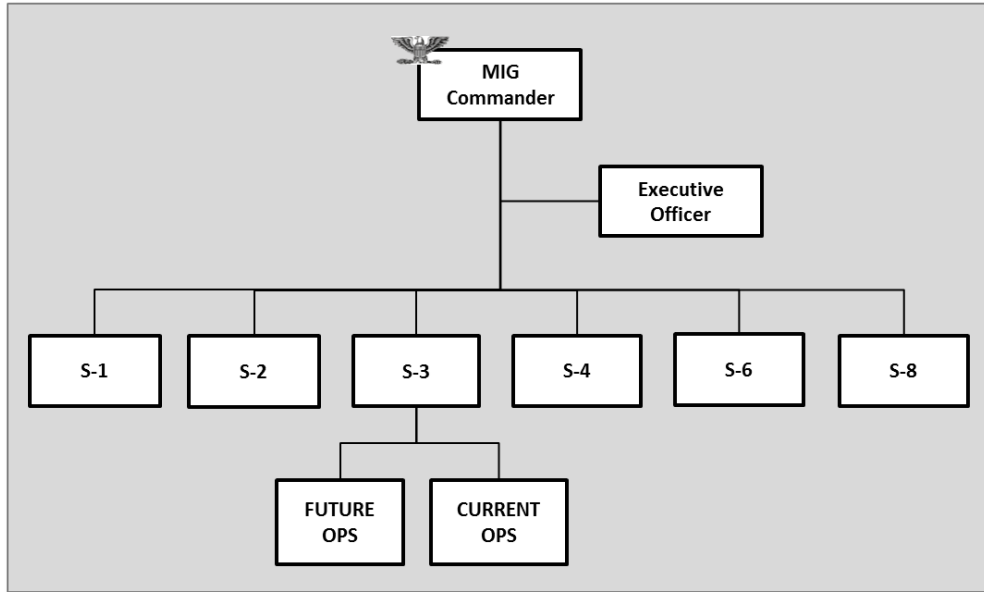 MIG
Commander
Executive
Officer
S-1
S-2
S-3
S-4
S-6
S-8
FUTURE
OPS
CURRENT
OPS